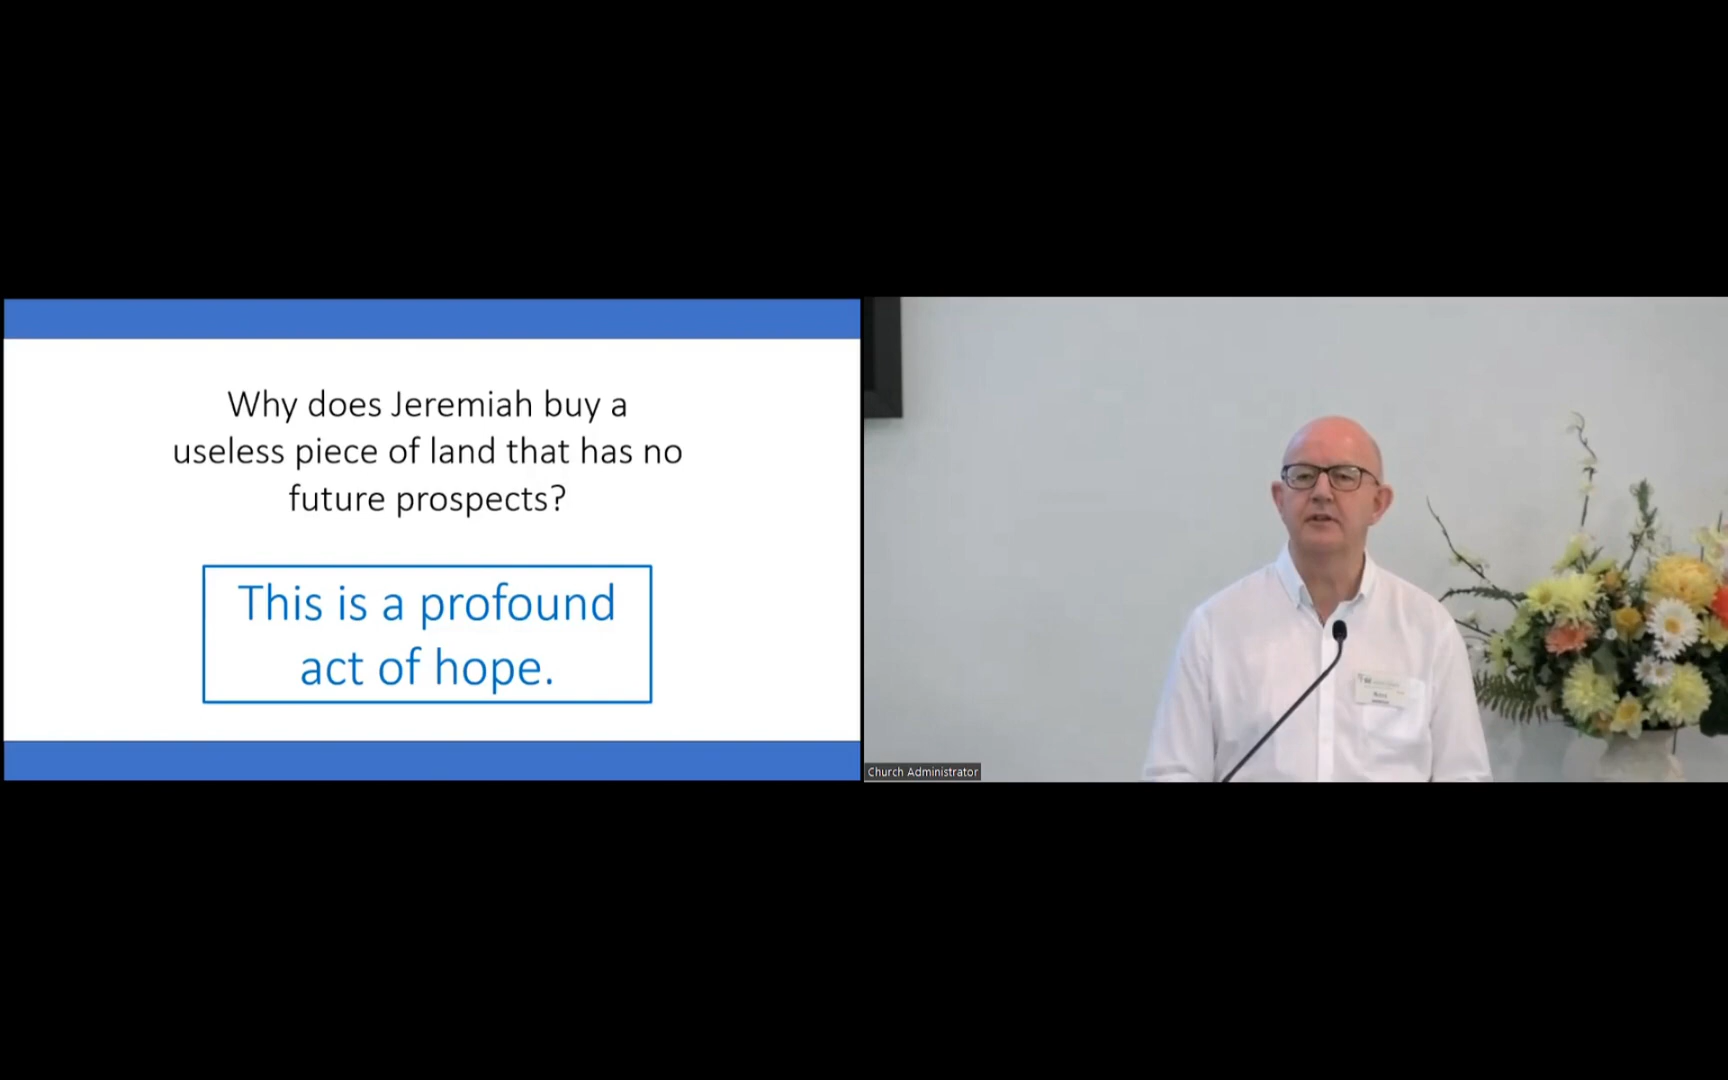 Why does Jeremiah buy a
useless piece of land that has no
future prospects?
This is a profound
act of hope.
Church Administrator